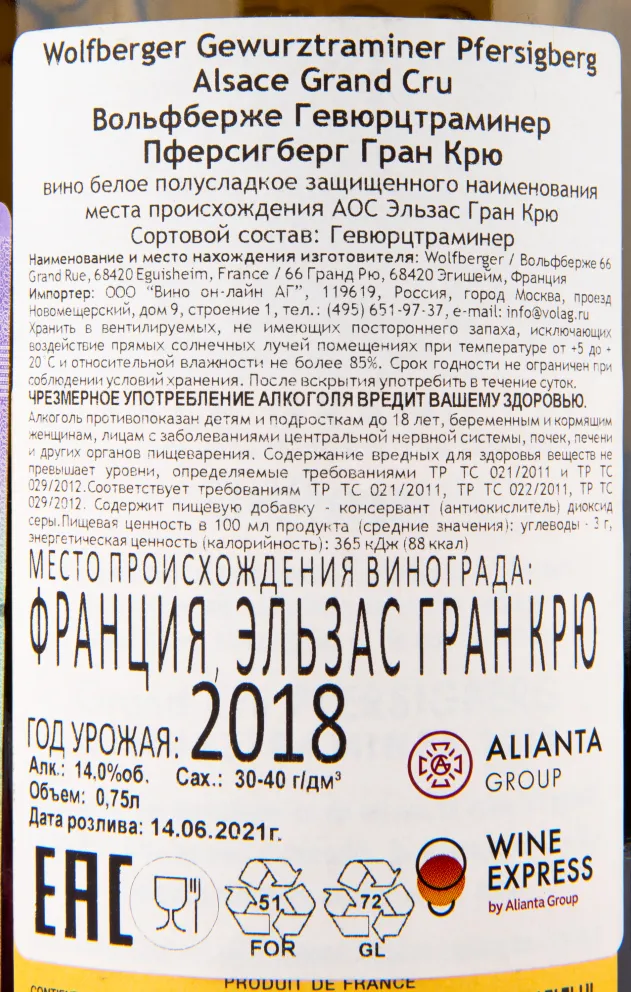 Wolfberger Gewurztraminer Pfersigberg
Alsace Grand Cru
Вольфберже Гевюрцтраминер
Пферсигберг Гран Крю
вино белое полусладкое защищенного наименования
места происхождения АОС Эльзас Гран Крю
Сортовой состав: Гевюрцтраминер
Наименование и место нахождения изготовителя: Wolfberger / Вольфберже 66
Grand Rue, 68420 Eguisheim, France / 66 Гранд Рю, 68420 Эгишейм, Франция
Импортер: ООО "Вино он-лайн АГ", 119619, Россия, город Москва, проезд
Новомещерский, дом 9, строение 1, тел.: (495) 651-97-37, e-mail: info@volag.ru
Хранить в вентилируемых, не имеющих постороннего запаха, исключающих
воздействие прямых солнечных лучей помещениях при температуре от +5 до +
20°С и относительной влажности не более 85%. Срок годности не ограничен при
соблюдении условий хранения. После вскрытия употребить в течение суток.
ЧРЕЗМЕРНОЕ УПОТРЕБЛЕНИЕ АЛКОГОЛЯ ВРЕДИТ ВАШЕМУ ЗДОРОВЬЮ.
Алкоголь противопоказан детям и подросткам до 18 лет, беременным и кормящим
женщинам, лицам с заболеваниями центральной нервной системы, почек, печени
и других органов пищеварения. Содержание вредных для здоровья веществ не
превышает уровни, определяемые требованиями ТР ТС 021/2011 и ТР ТС
029/2012.Соответствует требованиям ТР ТС 021/2011, ТР ТС 022/2011, ТР ТС
029/2012. Содержит пищевую добавку - консервант (антиокислитель) диоксид
серы.Пищевая ценность в 100 мл продукта (средние значения): углеводы - 3 г,
энергетическая ценность (калорийность): 365 кДж (88 ккал)
МЕСТО ПРОИСХОЖДЕНИЯ ВИНОГРАДА:
ФРАНЦИЯ, ЭЛЬЗАС ГРАН КРЮ
ГОД УРОЖАЯ: 2018
Алк.: 14.0%об. Сах.: 30-40 г/дм³
Объем: 0,75л
Дата розлива: 14.06.2021г.
ALIANTA
GROUP
WINE
EXPRESS
by Alianta Group
EAC
51
FOR
72
GL
PRODUIT DE FRANCE